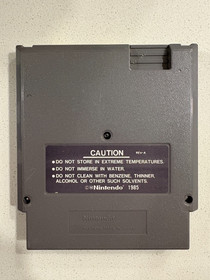 CAUTION
REV-A
• DO NOT STORE IN EXTREME TEMPERATURES.
• DO NOT IMMERSE IN WATER.
• DO NOT CLEAN WITH BENZENE, THINNER,
ALCOHOL OR OTHER SUCH SOLVENTS.
©Nintendo 1985